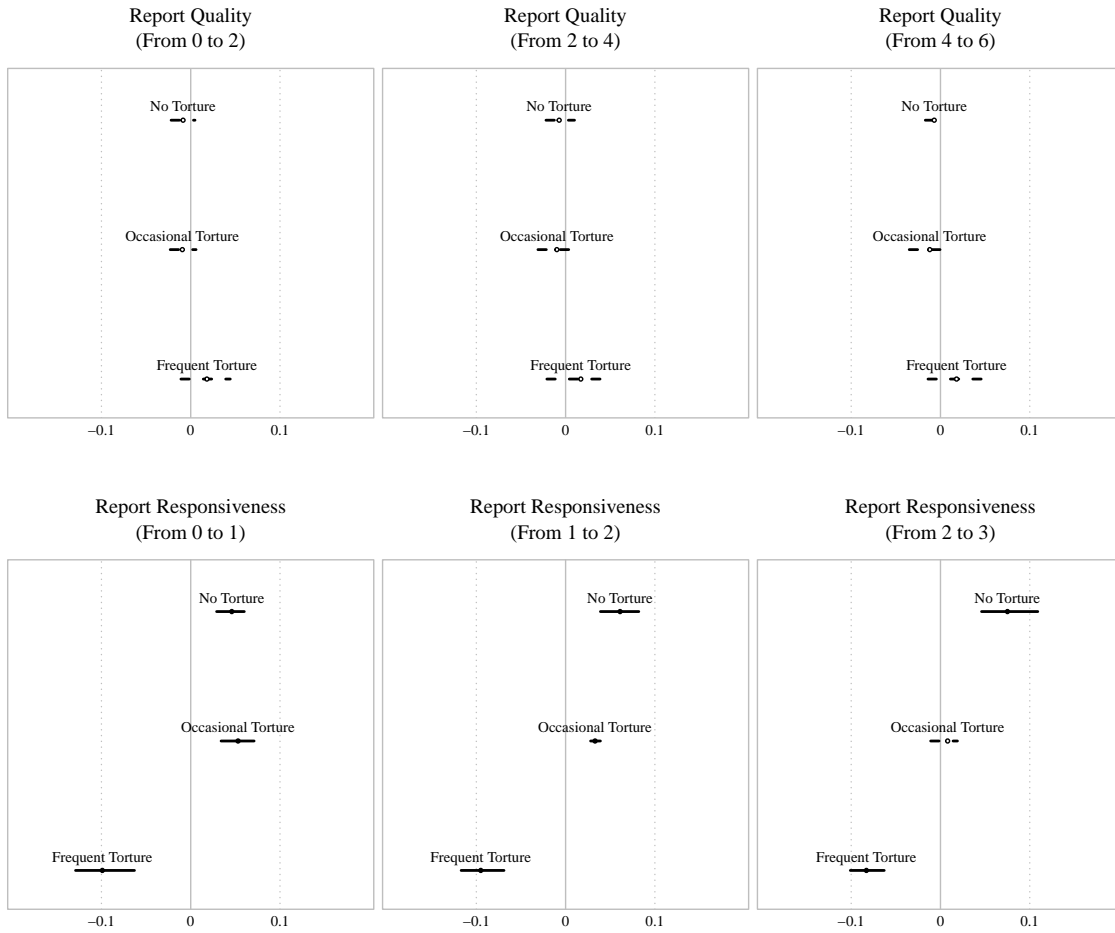 Report Quality
(From 0 to 2)
No Torture
Occasional Torture
Frequent Torture
−0.1 0 0.1
Report Quality
(From 2 to 4)
No Torture
Occasional Torture
Frequent Torture
−0.1 0 0.1
Report Quality
(From 4 to 6)
No Torture
Occasional Torture
Frequent Torture
−0.1 0 0.1
Report Responsiveness
(From 0 to 1)
No Torture
Occasional Torture
Frequent Torture
−0.1 0 0.1
Report Responsiveness
(From 1 to 2)
No Torture
Occasional Torture
Frequent Torture
−0.1 0 0.1
Report Responsiveness
(From 2 to 3)
No Torture
Occasional Torture
Frequent Torture
−0.1 0 0.1